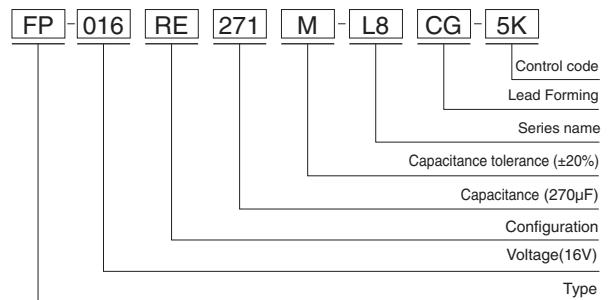 FP-016 RE 271 M-L8 CG-5K
Control code
Lead Forming
Series name
Capacitance tolerance (±20%)
Capacitance (270µF)
Configuration
Voltage(16V)
Type